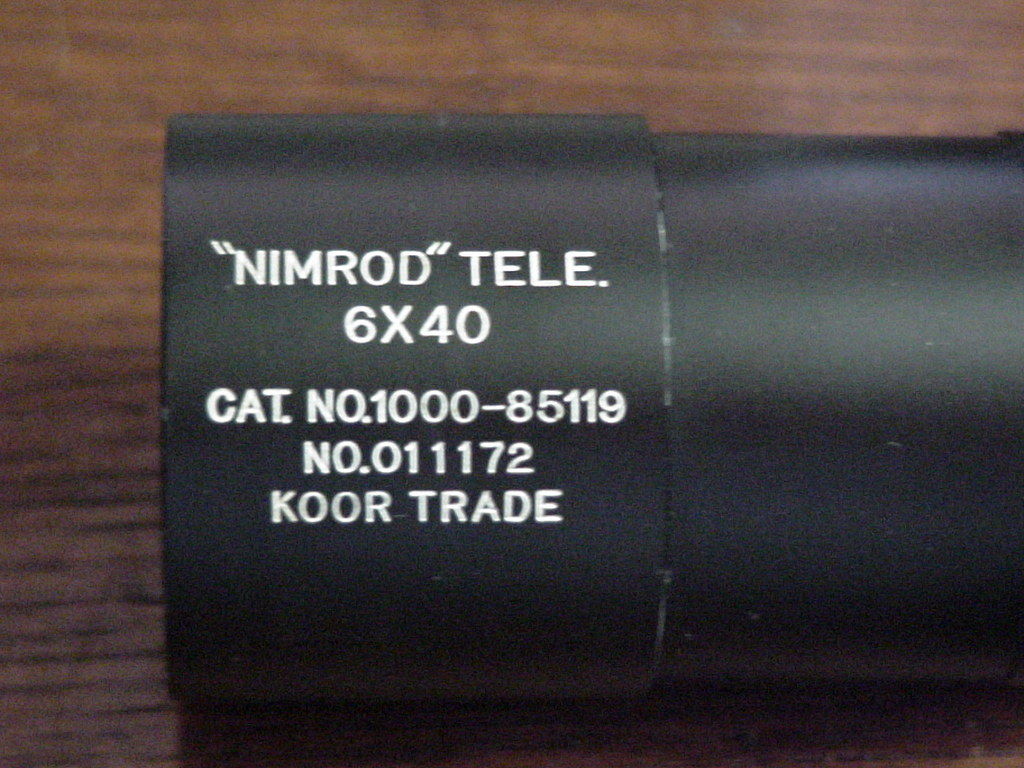 "NIMROD" TELE.
6X40
CAT. NO.1000-85119
NO.011172
KOOR TRADE